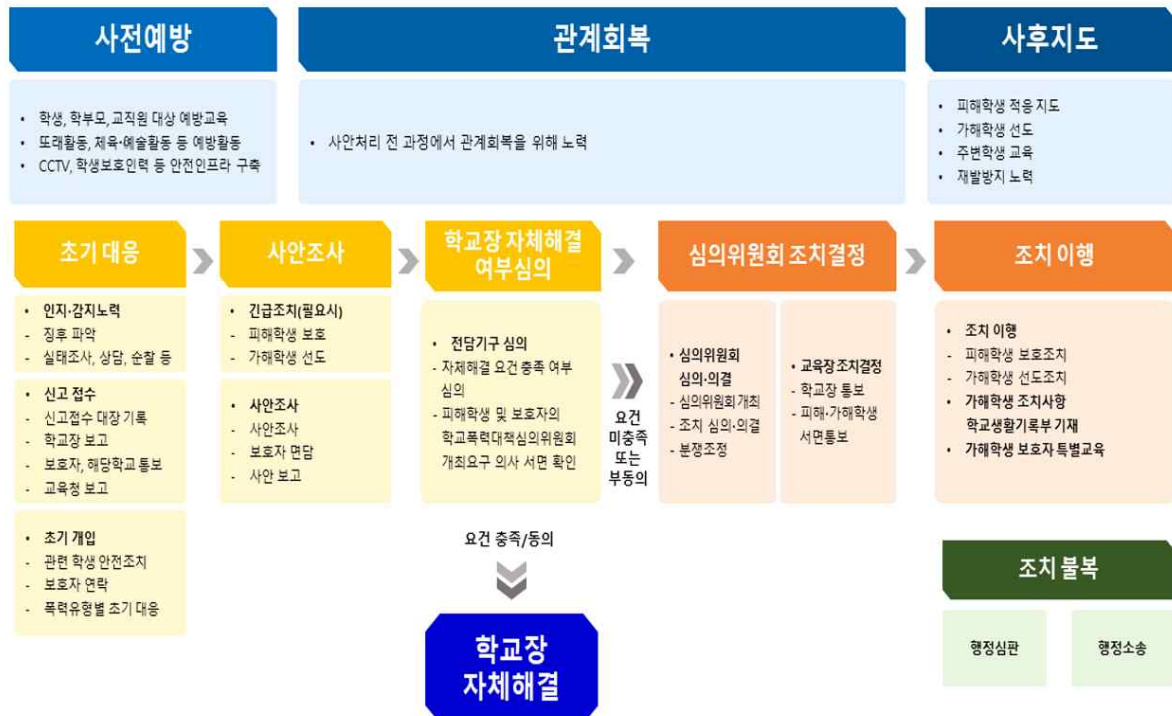 사전예방
• 학생, 학부모, 교직원 대상 예방교육
• 또래활동, 체육·예술활동 등 예방활동
• CCTV, 학생보호인력 등 안전인프라 구축
관계회복
• 사안처리 전 과정에서 관계회복을 위해 노력
사후지도
• 피해학생 적응 지도
• 가해학생 선도
• 주변학생 교육
• 재발방지 노력
초기 대응
• 인지·감지노력
- 징후 파악
- 실태조사, 상담, 순찰 등
• 신고 접수
- 신고접수 대장 기록
- 학교장 보고
- 보호자, 해당학교 통보
- 교육청 보고
• 초기 개입
- 관련 학생 안전조치
- 보호자 연락
- 폭력유형별 초기 대응
사안조사
• 긴급조치(필요시)
- 피해학생 보호
- 가해학생 선도
• 사안조사
- 사안조사
- 보호자 면담
- 사안 보고
학교장 자체해결
여부심의
• 전담기구 심의
- 자체해결 요건 충족 여부
심의
- 피해학생 및 보호자의
학교폭력대책심의위원회
개최요구 의사 서면 확인
요건
미충족
또는
부동의
요건 충족/동의
학교장
자체해결
심의위원회 조치결정
• 심의위원회
심의·의결
- 심의위원회 개최
- 조치 심의·의결
- 분쟁조정
• 교육장 조치결정
- 학교장 통보
- 피해·가해학생
서면통보
조치 이행
• 조치 이행
- 피해학생 보호조치
- 가해학생 선도조치
• 가해학생 조치사항
학교생활기록부 기재
• 가해학생 보호자 특별교육
조치 불복
행정심판
행정소송